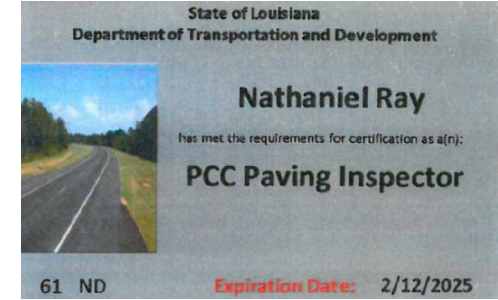 State of Louisiana
Department of Transportation and Development
Nathaniel Ray
has met the requirements for certification as a(n):
PCC Paving Inspector
61 ND
Expiration Date: 2/12/2025